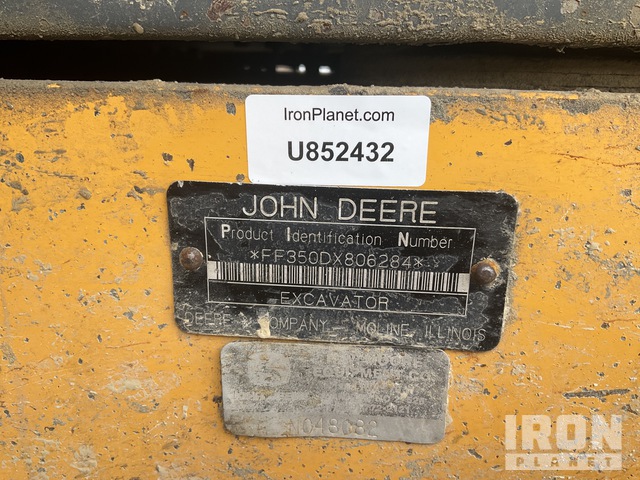 IronPlanet.com
U852432
JOHN DEERE
Product Identification Number
*FF350DX806284*
EXCAVATOR
DEERE & COMPANY — MOLINE, ILLINOIS
IRON
PLANET